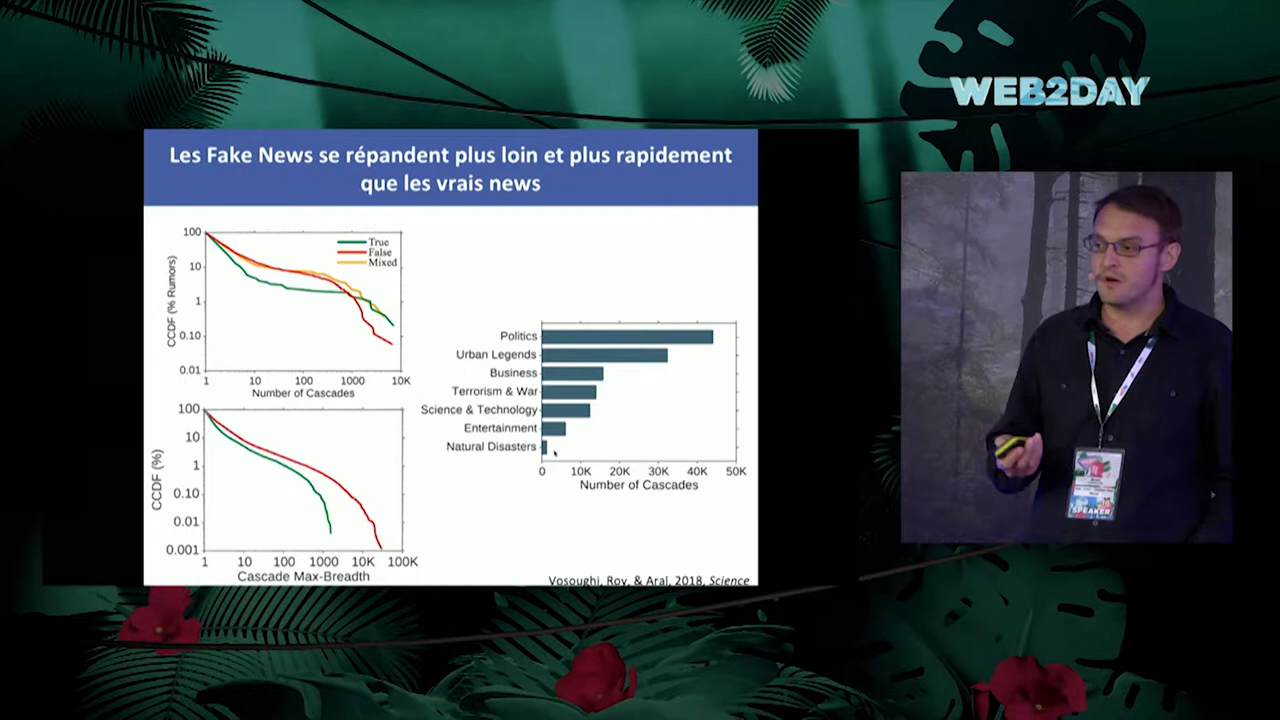 WEB2DAY
Les Fake News se répandent plus loin et plus rapidement
que les vrais news
100
10
1
0.10
0.01
CCDF (% Rumors)
True
False
Mixed
1 10 100 1000 10K
Number of Cascades
100
10
1
0.10
0.01
0.001
CCDF (%)
1 10 100 1000 10K 100K
Cascade Max-Breadth
Politics
Urban Legends
Business
Terrorism & War
Science & Technology
Entertainment
Natural Disasters
0 10K 20K 30K 40K 50K
Number of Cascades
Vosoughi, Roy, & Aral, 2018, Science
SPEAKER